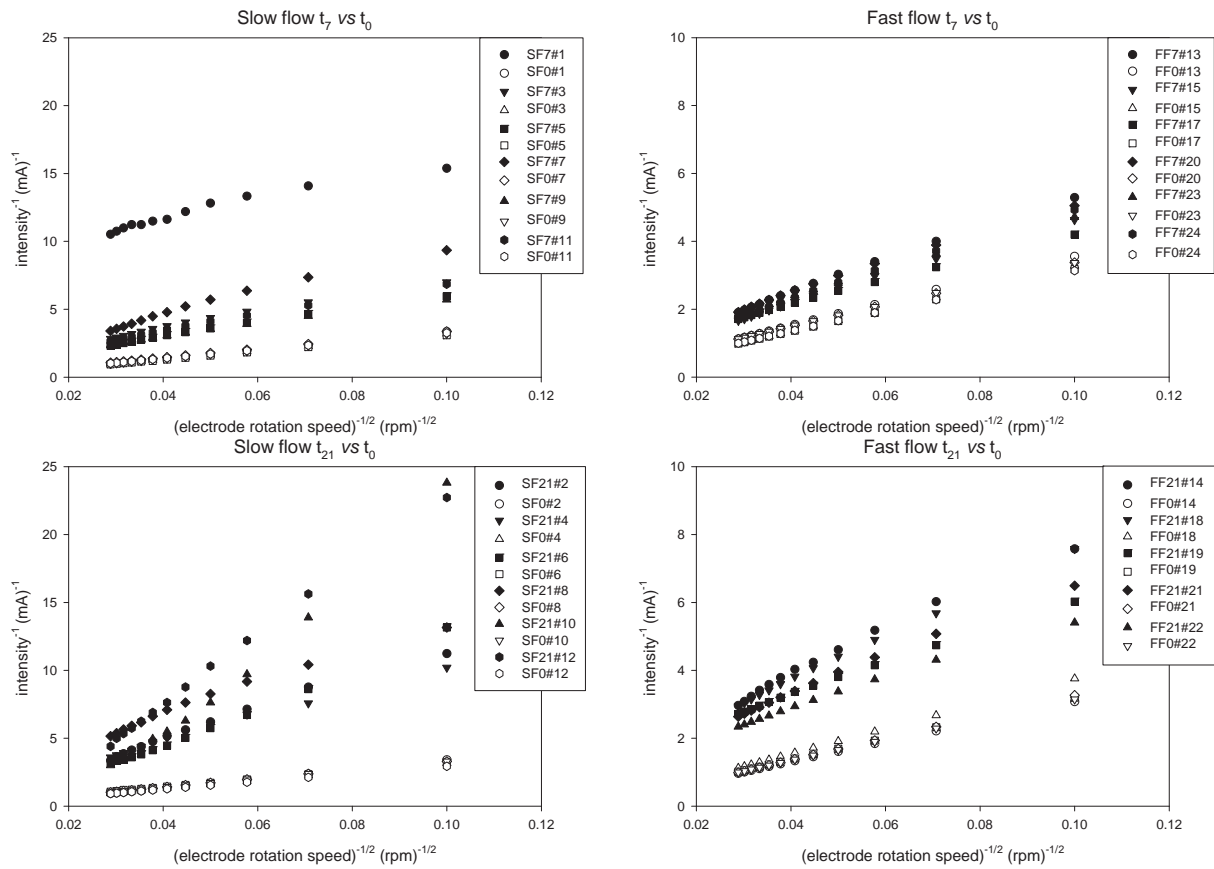 Slow flow t7 vs t0
25
20
15
10
5
0
intensity-1 (mA)-1
0.02 0.04 0.06 0.08 0.10 0.12
(electrode rotation speed)-1/2 (rpm)-1/2
SF7#1
SF0#1
SF7#3
SF0#3
SF7#5
SF0#5
SF7#7
SF0#7
SF7#9
SF0#9
SF7#11
SF0#11
Fast flow t7 vs t0
10
8
6
4
2
0
intensity-1 (mA)-1
0.02 0.04 0.06 0.08 0.10 0.12
(electrode rotation speed)-1/2 (rpm)-1/2
FF7#13
FF0#13
FF7#15
FF0#15
FF7#17
FF0#17
FF7#20
FF0#20
FF7#23
FF0#23
FF7#24
FF0#24
Slow flow t21 vs t0
25
20
15
10
5
0
intensity-1 (mA)-1
0.02 0.04 0.06 0.08 0.10 0.12
(electrode rotation speed)-1/2 (rpm)-1/2
SF21#2
SF0#2
SF21#4
SF0#4
SF21#6
SF0#6
SF21#8
SF0#8
SF21#10
SF0#10
SF21#12
SF0#12
Fast flow t21 vs t0
10
8
6
4
2
0
intensity-1 (mA)-1
0.02 0.04 0.06 0.08 0.10 0.12
(electrode rotation speed)-1/2 (rpm)-1/2
FF21#14
FF0#14
FF21#18
FF0#18
FF21#19
FF0#19
FF21#21
FF0#21
FF21#22
FF0#22